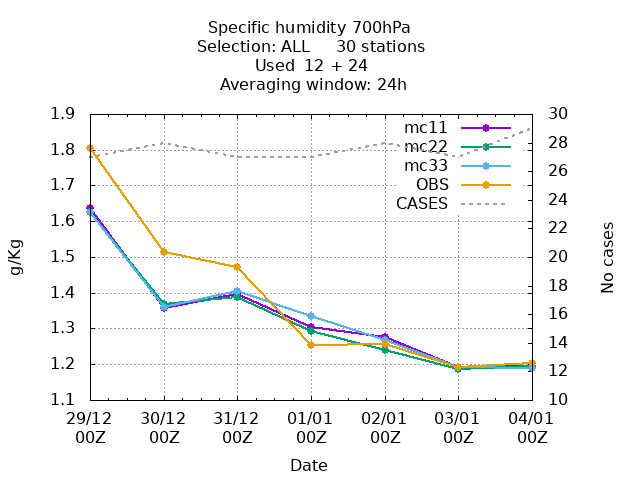 Specific humidity 700hPa
Selection: ALL 30 stations
Used 12 + 24
Averaging window: 24h
1.9
1.8
1.7
1.6
1.5
1.4
1.3
1.2
1.1
g/Kg
30
28
26
24
22
20
18
16
14
12
10
No cases
mc11
mc22
mc33
OBS
CASES
29/12 30/12 31/12 01/01 02/01 03/01 04/01
00Z 00Z 00Z 00Z 00Z 00Z 00Z
Date